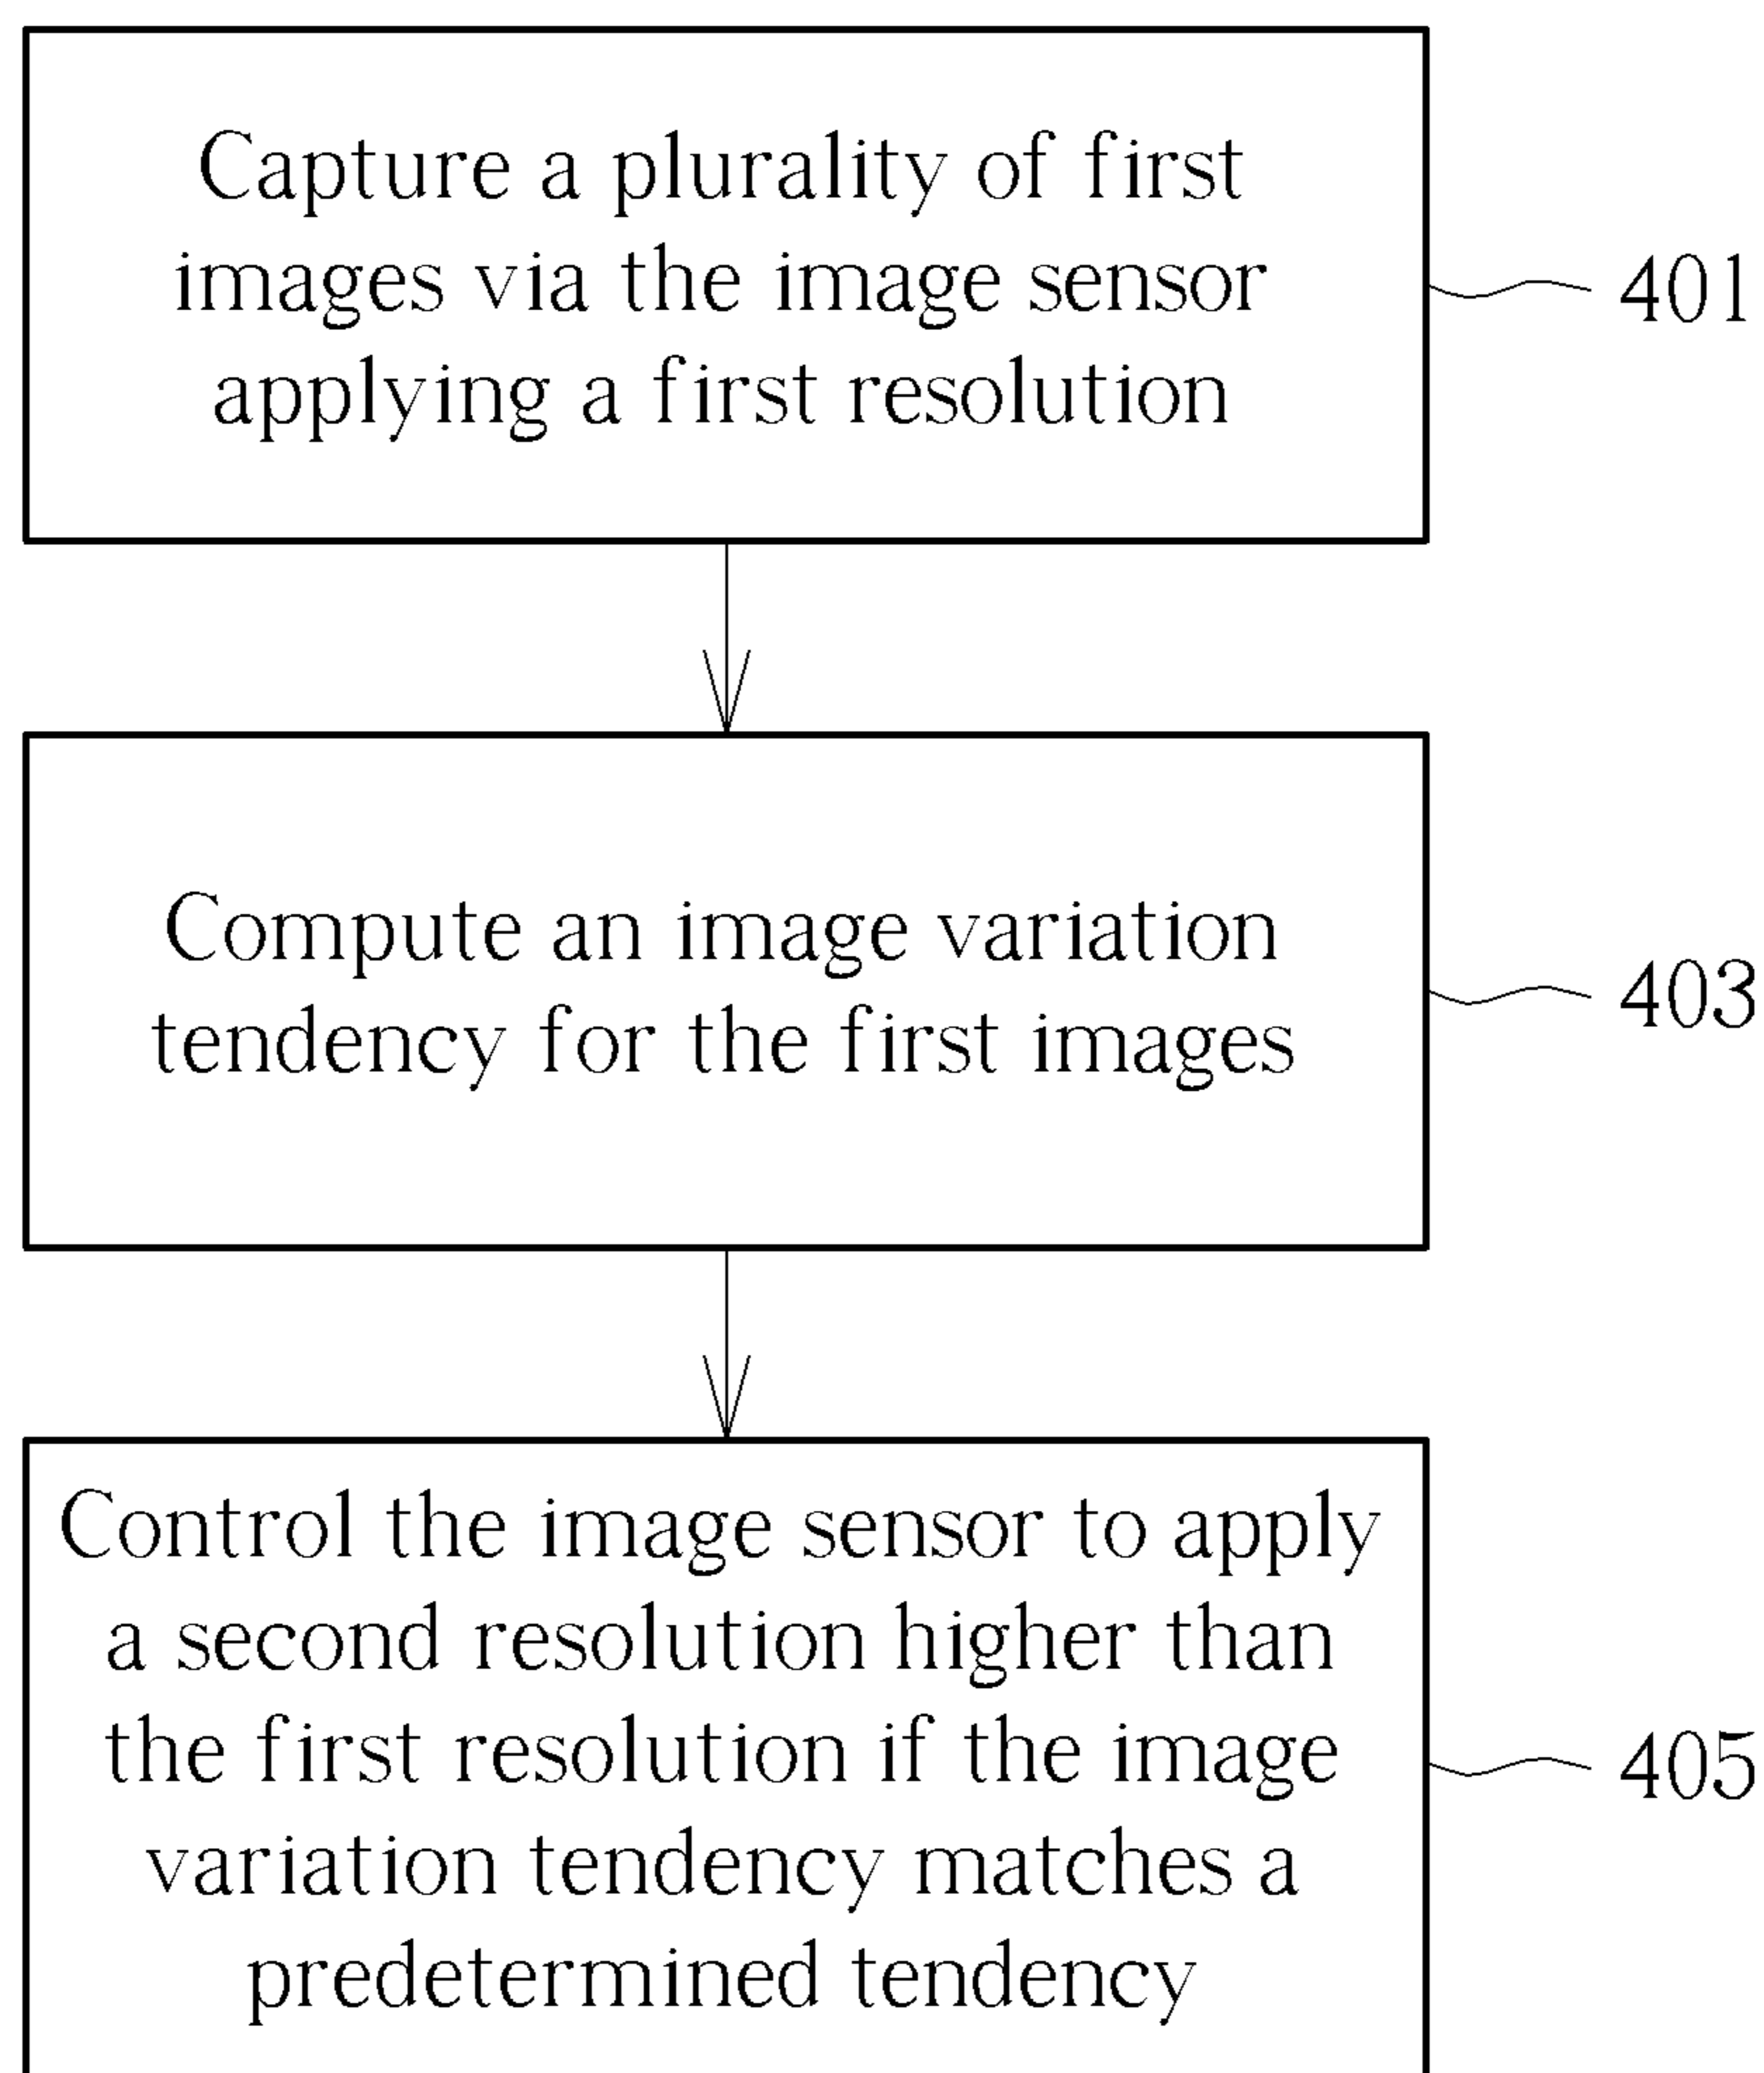 Capture a plurality of first
images via the image sensor
applying a first resolution
401
Compute an image variation
tendency for the first images
403
Control the image sensor to apply
a second resolution higher than
the first resolution if the image
variation tendency matches a
predetermined tendency
405